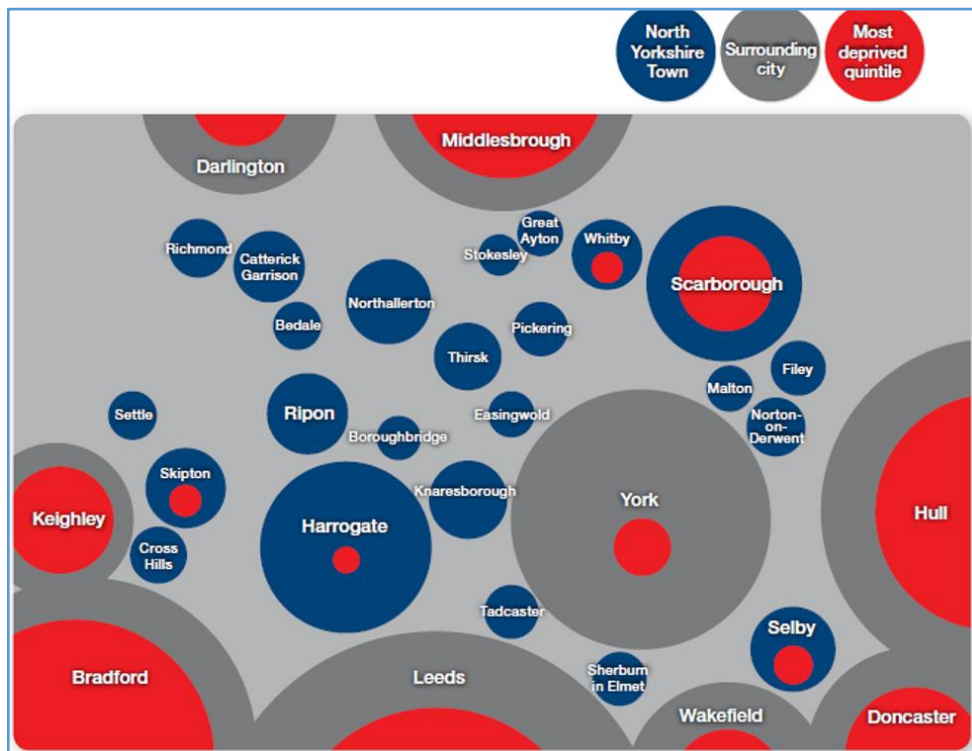 North
Yorkshire
Town
Surrounding
city
Most
deprived
quintile
Darlington
Middlesbrough
Richmond
Catterick
Garrison
Great
Ayton
Stokesley
Whitby
Scarborough
Northallerton
Bedale
Pickering
Thirsk
Filey
Malton
Settle
Ripon
Easingwold
Norton-
on-
Derwent
Boroughbridge
Skipton
Knaresborough
York
Keighley
Harrogate
Hull
Cross
Hills
Tadcaster
Selby
Bradford
Leeds
Sherburn
in Elmet
Wakefield
Doncaster